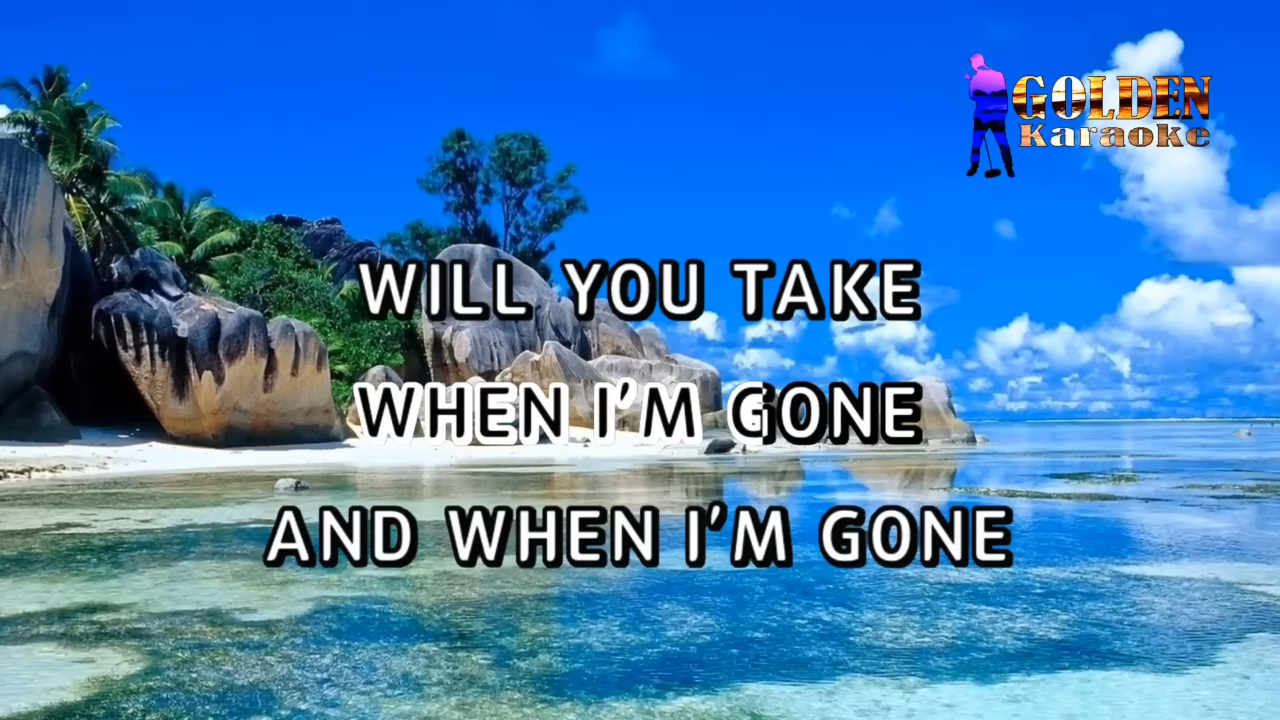 GOLDEN
Karaoke
WILL YOU TAKE
WHEN I'M GONE
AND WHEN I'M GONE